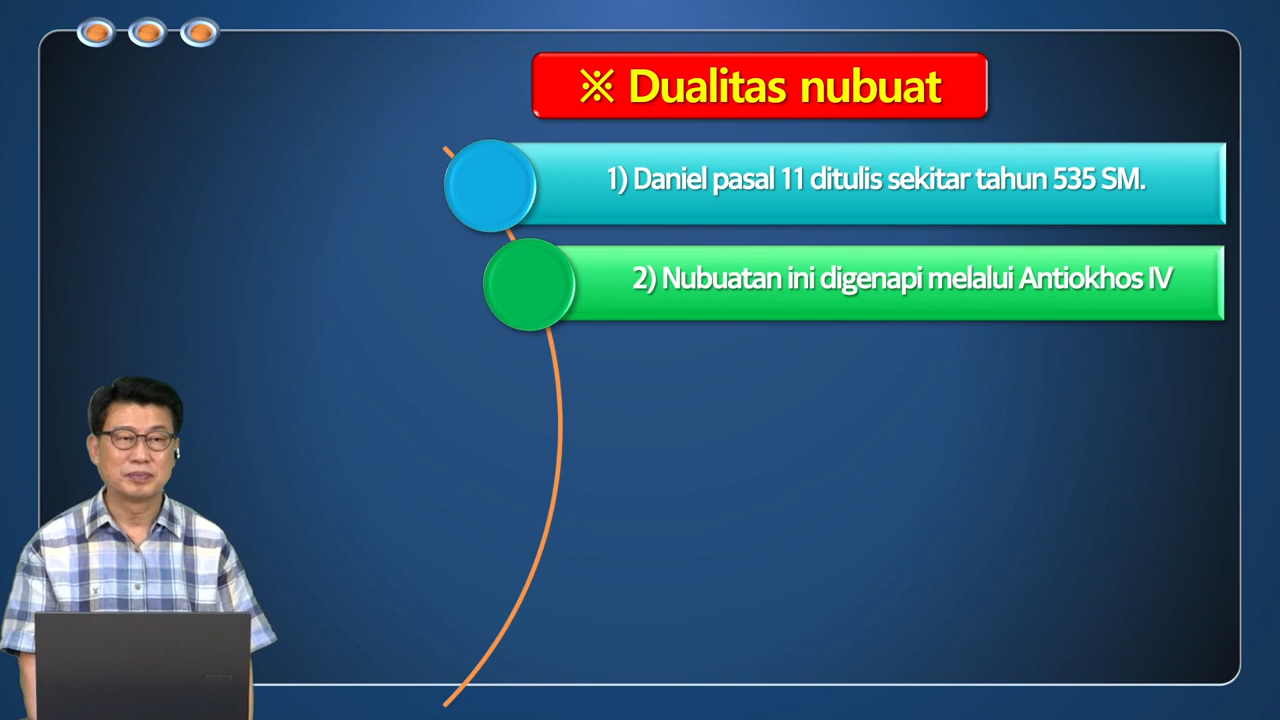 ※ Dualitas nubuat
1) Daniel pasal 11 ditulis sekitar tahun 535 SM.
2) Nubuatan ini digenapi melalui Antiokhos IV